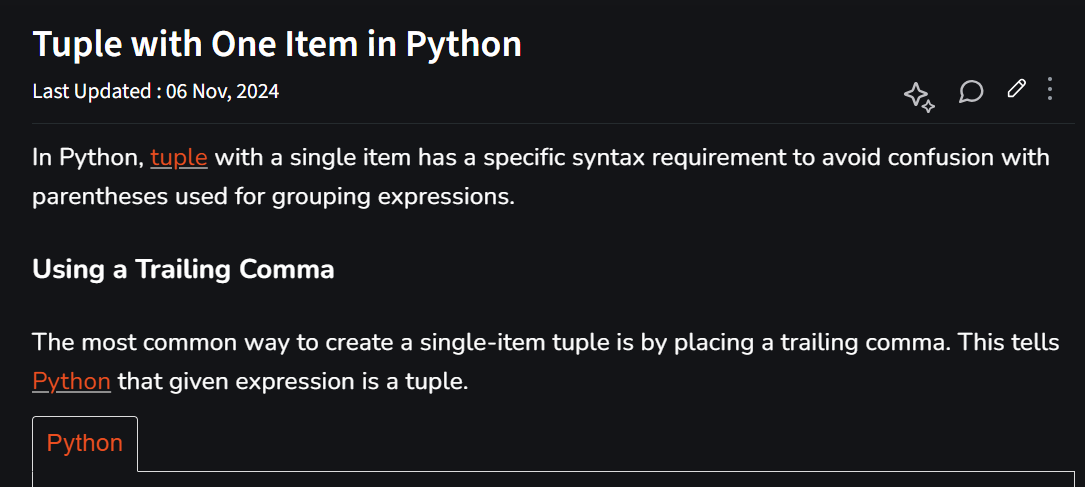 Tuple with One Item in Python
Last Updated : 06 Nov, 2024
In Python, tuple with a single item has a specific syntax requirement to avoid confusion with
parentheses used for grouping expressions.
Using a Trailing Comma
The most common way to create a single-item tuple is by placing a trailing comma. This tells
Python that given expression is a tuple.
Python